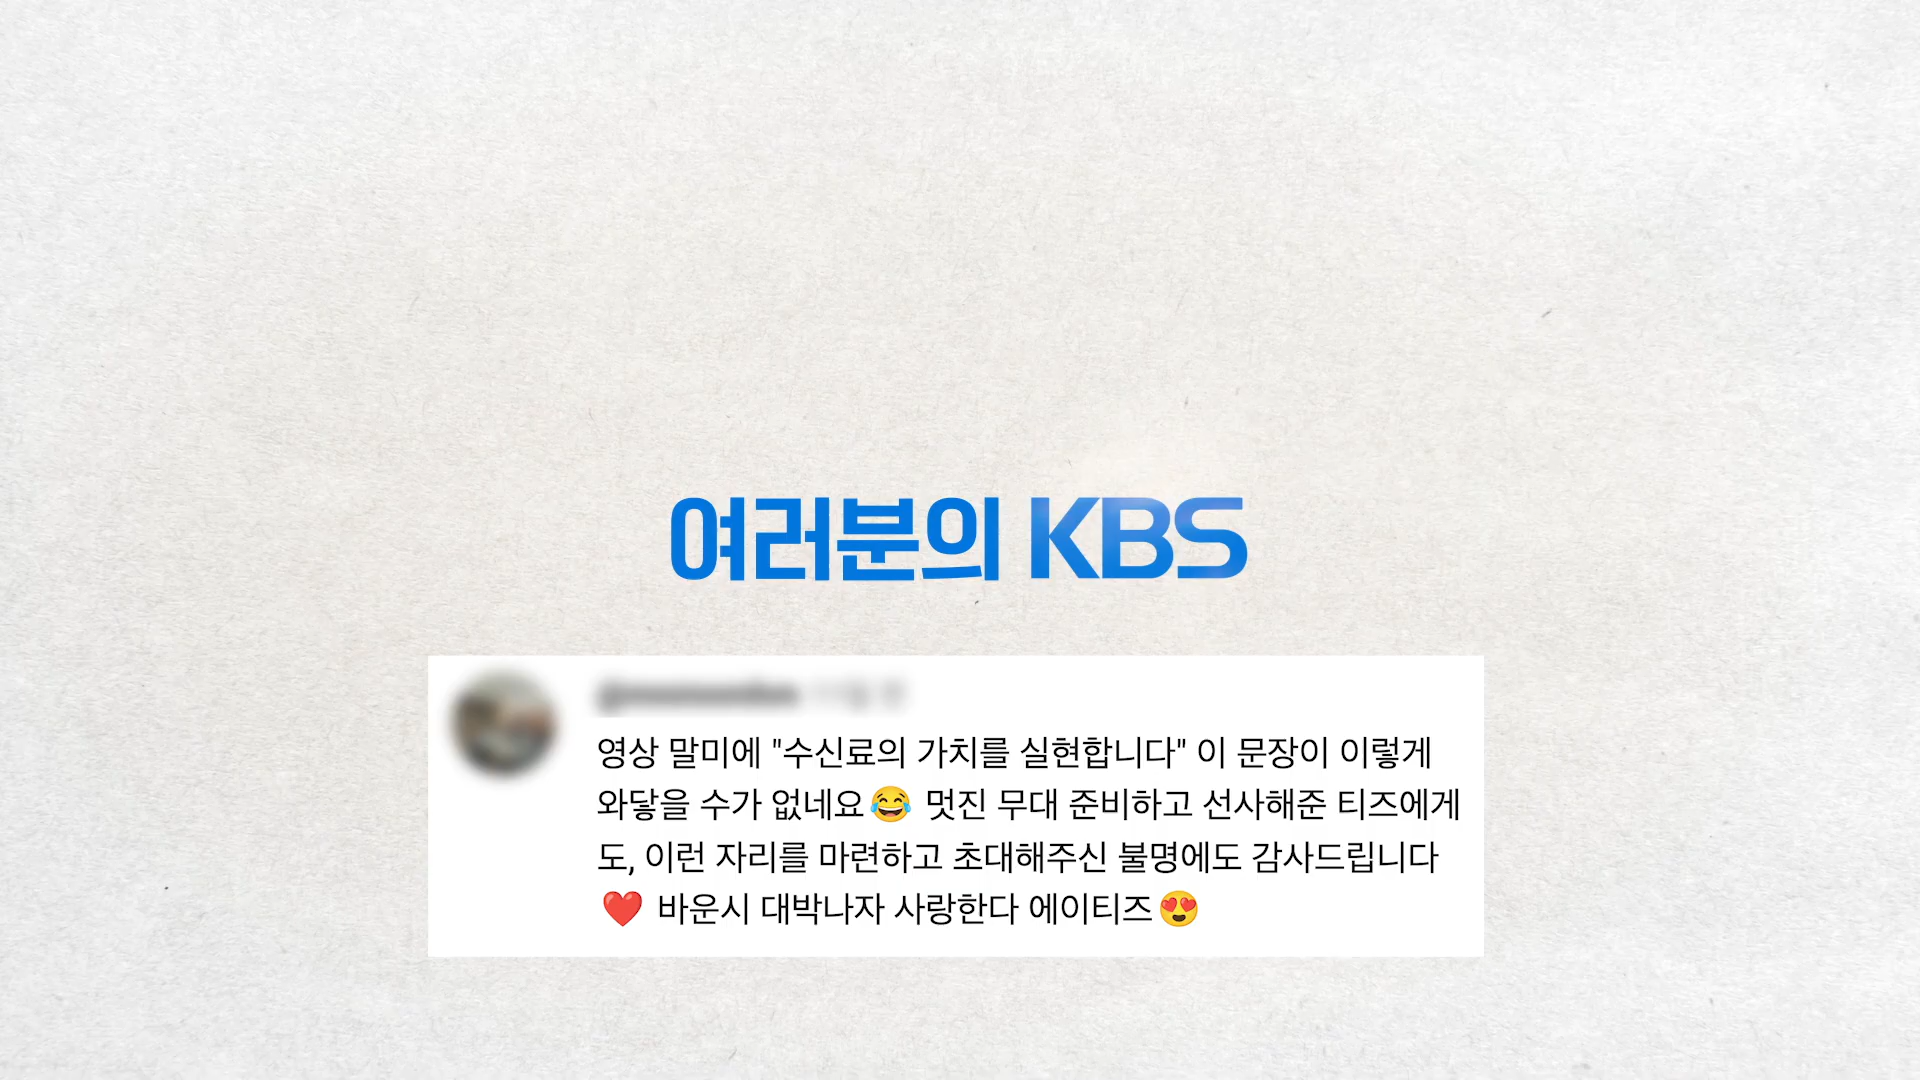 여러분의 KBS
영상 말미에 "수신료의 가치를 실현합니다" 이 문장이 이렇게
와닿을 수가 없네요😂 멋진 무대 준비하고 선사해준 티즈에게
도, 이런 자리를 마련하고 초대해주신 불명에도 감사드립니다
❤️ 바운시 대박나자 사랑한다 에이티즈😍